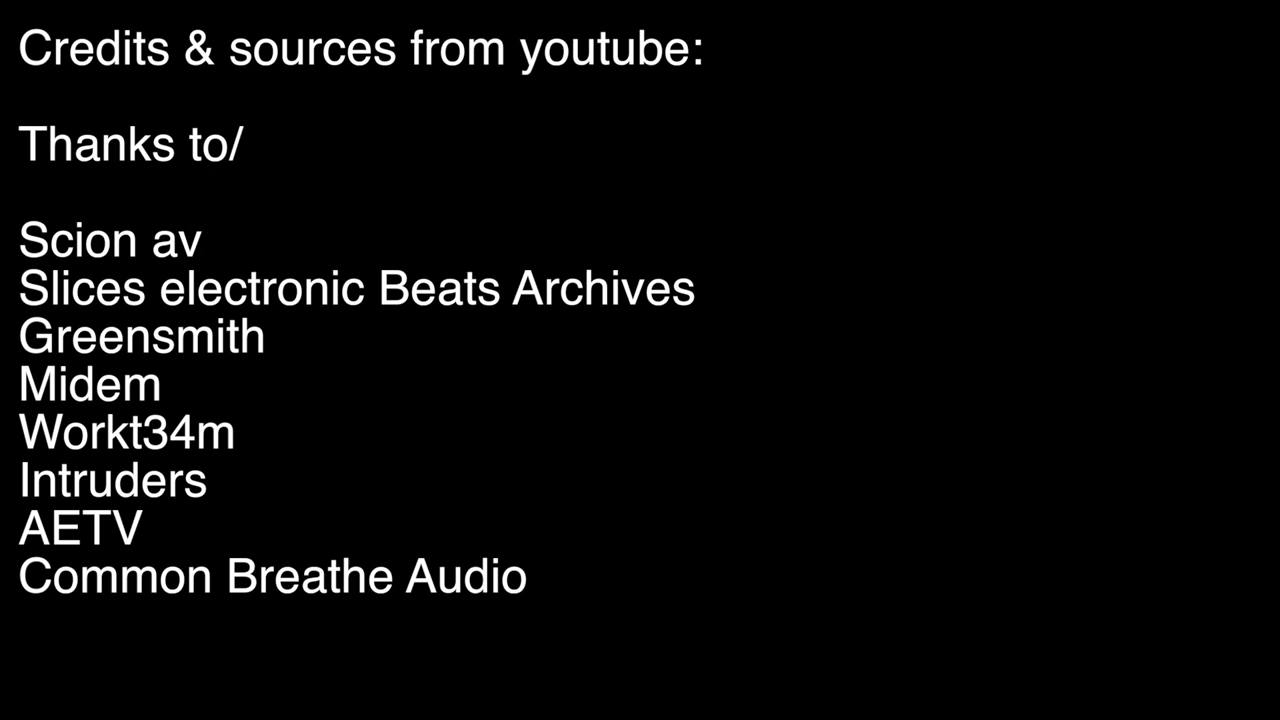 Credits & sources from youtube:
Thanks to/
Scion av
Slices electronic Beats Archives
Greensmith
Midem
Workt34m
Intruders
AETV
Common Breathe Audio